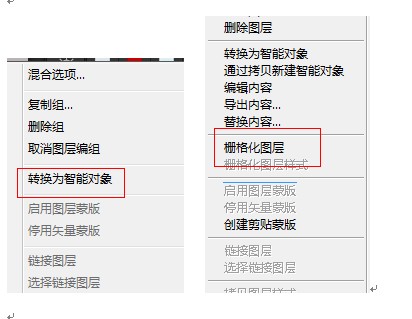 混合选项...
复制组...
删除组
取消图层编组
转换为智能对象
启用图层蒙版
停用矢量蒙版
链接图层
选择链接图层
删除图层
转换为智能对象
通过拷贝新建智能对象
编辑内容
导出内容...
替换内容...
栅格化图层
栅格化图层样式
启用图层蒙版
停用矢量蒙版
创建剪贴蒙版
链接图层
选择链接图层
拷贝图层样式